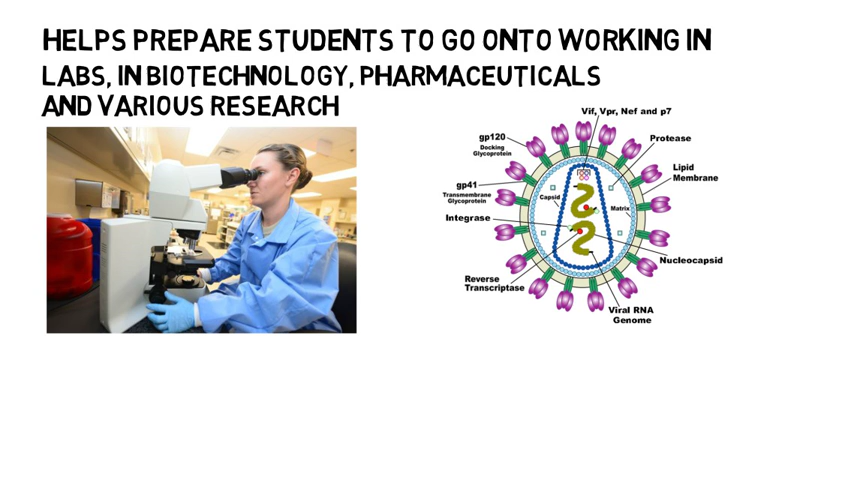 HELPS PREPARE STUDENTS TO GO ONTO WORKING IN
LABS, IN BIOTECHNOLOGY, PHARMACEUTICALS
AND VARIOUS RESEARCH
Vif, Vpr, Nef and p7
gp120
Docking
Glycoprotein
Protease
Lipid
Membrane
gp41
Transmembrane
Glycoprotein
Capsid
Matrix
Integrase
Nucleocapsid
Reverse
Transcriptase
Viral RNA
Genome